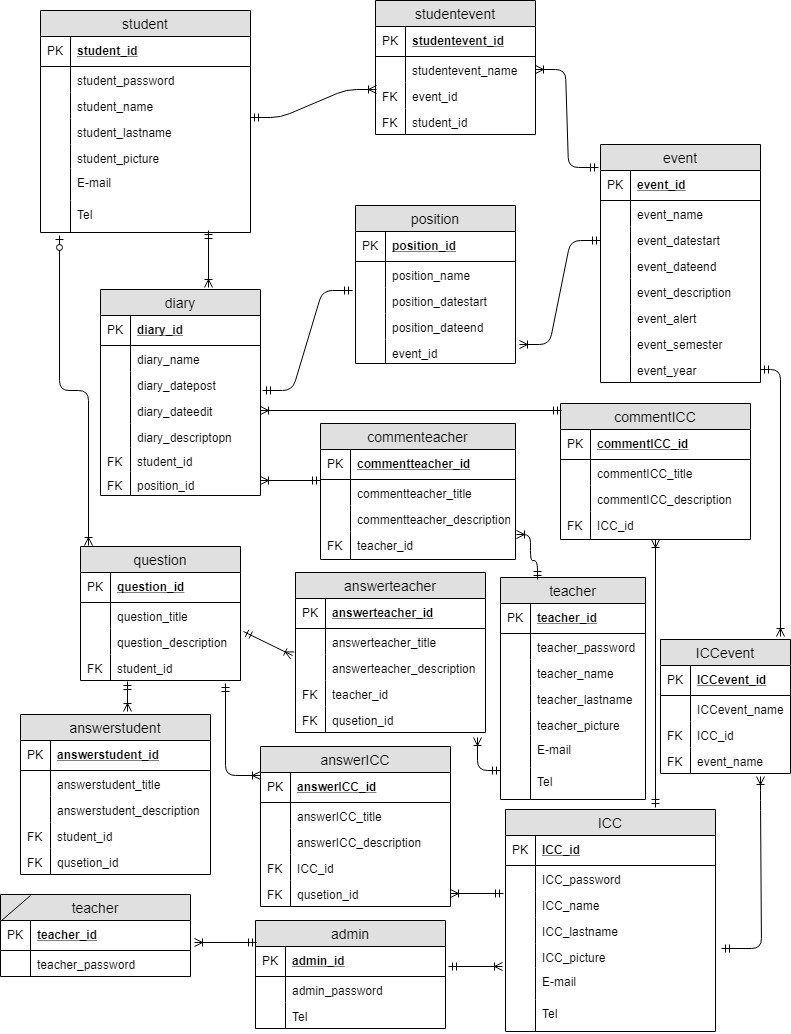 student
PK student_id
student_password
student_name
student_lastname
student_picture
E-mail
Tel
studentevent
PK studentevent_id
studentevent_name
FK event_id
FK student_id
event
PK event_id
event_name
event_datestart
event_dateend
event_description
event_alert
event_semester
event_year
position
PK position_id
position_name
position_datestart
position_dateend
event_id
diary
PK diary_id
diary_name
diary_datepost
diary_dateedit
diary_descriptopn
FK student_id
FK position_id
commentICC
PK commentICC_id
commentICC_title
commentICC_description
FK ICC_id
commenteacher
PK commentteacher_id
commentteacher_title
commentteacher_description
FK teacher_id
question
PK question_id
question_title
question_description
FK student_id
answerteacher
PK answerteacher_id
answerteacher_title
answerteacher_description
FK teacher_id
FK qusetion_id
teacher
PK teacher_id
teacher_password
teacher_name
teacher_lastname
teacher_picture
E-mail
Tel
ICCevent
PK ICCevent_id
ICCevent_name
FK ICC_id
FK event_name
answerstudent
PK answerstudent_id
answerstudent_title
answerstudent_description
FK student_id
FK qusetion_id
answerICC
PK answerICC_id
answerICC_title
answerICC_description
FK ICC_id
FK qusetion_id
ICC
PK ICC_id
ICC_password
ICC_name
ICC_lastname
ICC_picture
E-mail
Tel
teacher
PK teacher_id
teacher_password
admin
PK admin_id
admin_password
Tel